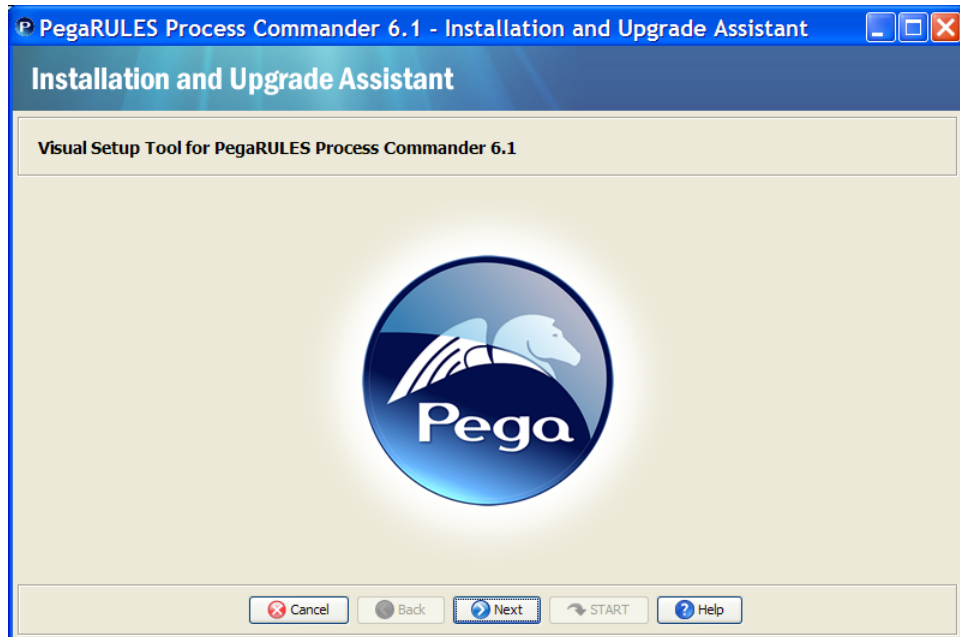 PegaRULES Process Commander 6.1 - Installation and Upgrade Assistant
Installation and Upgrade Assistant
Visual Setup Tool for PegaRULES Process Commander 6.1
Pega
Cancel Back Next START Help